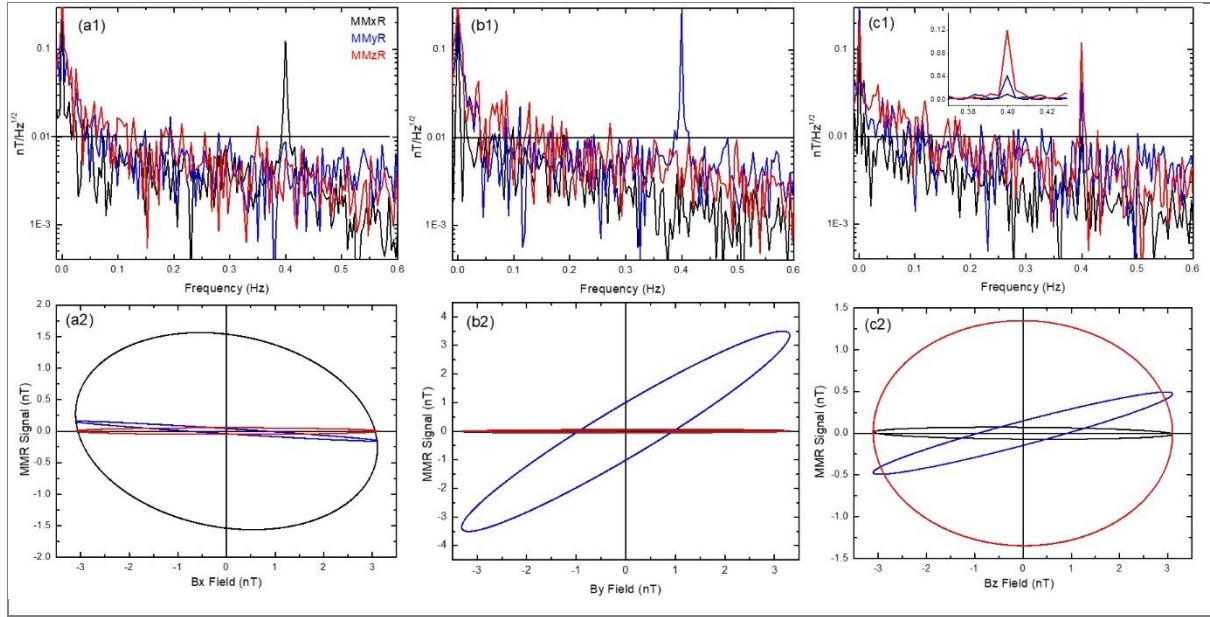 (a1)
MMxR
MMyR
MMzR
0.1
0.01
1E-3
nT/Hz1/2
0.0 0.1 0.2 0.3 0.4 0.5 0.6
Frequency (Hz)
(b1)
0.1
0.01
1E-3
nT/Hz1/2
0.0 0.1 0.2 0.3 0.4 0.5 0.6
Frequency (Hz)
(c1)
0.12
0.08
0.04
0.00
0.38 0.40 0.42
0.1
0.01
1E-3
nT/Hz1/2
0.0 0.1 0.2 0.3 0.4 0.5 0.6
Frequency (Hz)
(a2)
2.0
1.5
1.0
0.5
0.0
-0.5
-1.0
-1.5
-2.0
MMR Signal (nT)
-3 -2 -1 0 1 2 3
Bx Field (nT)
(b2)
4
3
2
1
0
-1
-2
-3
-4
MMR Signal (nT)
-3 -2 -1 0 1 2 3
By Field (nT)
(c2)
1.5
1.0
0.5
0.0
-0.5
-1.0
-1.5
MMR Signal (nT)
-3 -2 -1 0 1 2 3
Bz Field (nT)